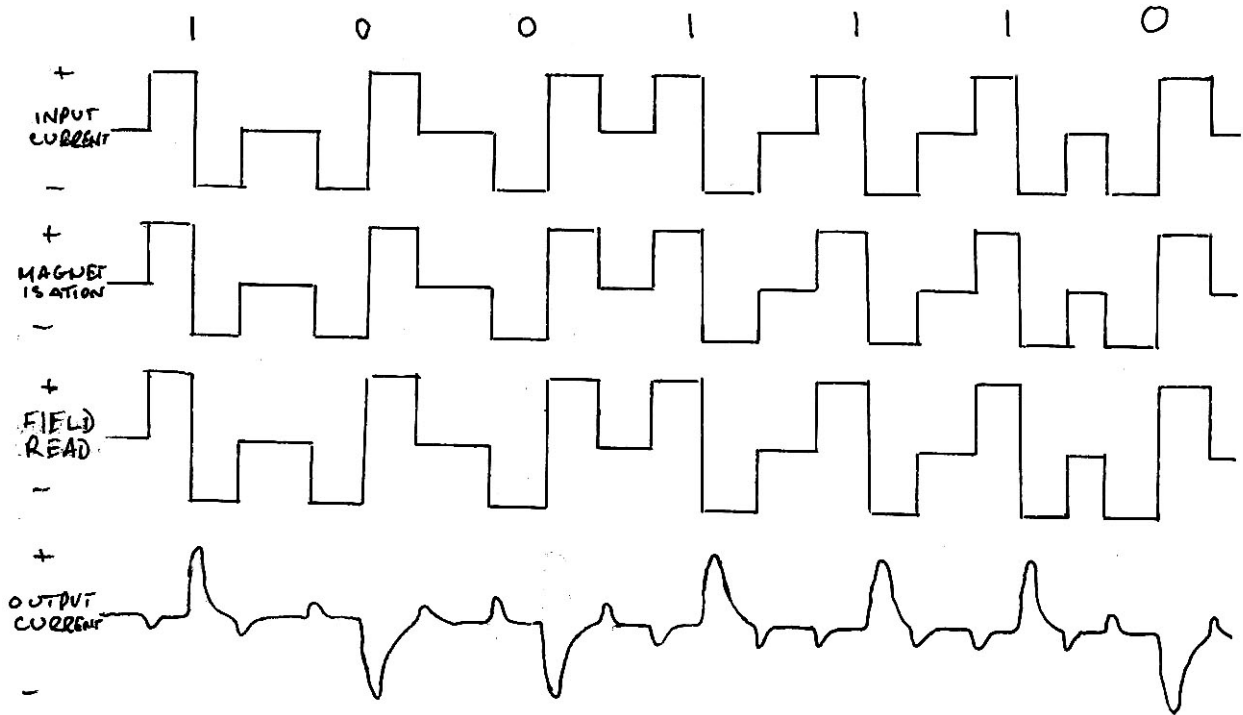 1 0 0 1 1 1 0
+
INPUT
CURRENT
-
+
MAGNET
ISATION
-
+
FIELD
READ
-
+
OUTPUT
CURRENT
-